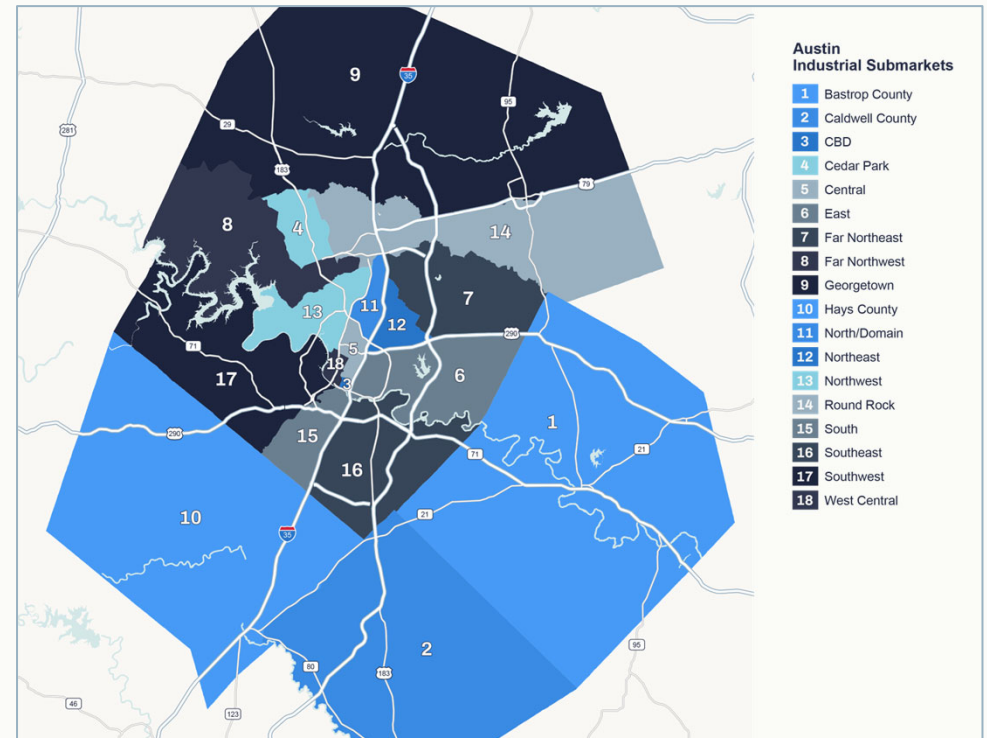 Austin
Industrial Submarkets
1 Bastrop County
2 Caldwell County
3 CBD
4 Cedar Park
5 Central
6 East
7 Far Northeast
8 Far Northwest
9 Georgetown
10 Hays County
11 North/Domain
12 Northeast
13 Northwest
14 Round Rock
15 South
16 Southeast
17 Southwest
18 West Central
9
35
95
281
29
183
79
8
4
14
7
11
13
12
290
5
71
18
6
3
17
290
15
1
16
71
21
10
21
35
2
95
80
183
46
123